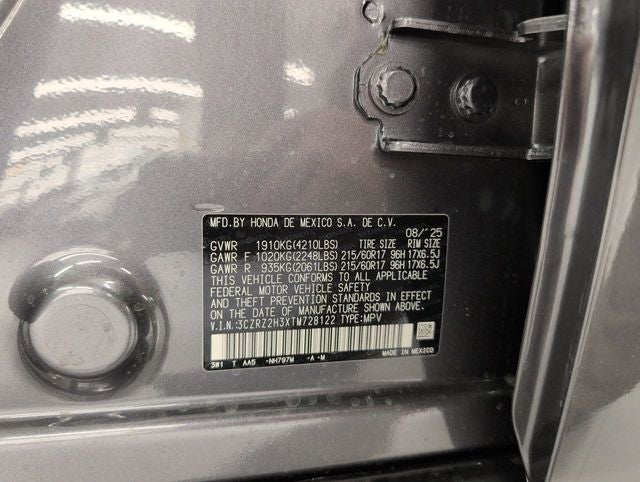 MFD.BY HONDA DE MEXICO S.A. DE C.V.
08/'25
GVWR 1910KG(4210LBS) TIRE SIZE RIM SIZE
GAWR F 1020KG(2248LBS) 215/60R17 96H 17X6.5J
GAWR R 935KG(2061LBS) 215/60R17 96H 17X6.5J
THIS VEHICLE CONFORMS TO ALL APPLICABLE
FEDERAL MOTOR VEHICLE SAFETY
AND THEFT PREVENTION STANDARDS IN EFFECT
ON THE DATE OF MANUFACTURE SHOWN ABOVE.
V.I.N.:3CZRZ2H3XTM728122 TYPE:MPV
MADE IN MEXICO
3W1 T AA5 -NH797M -A-M